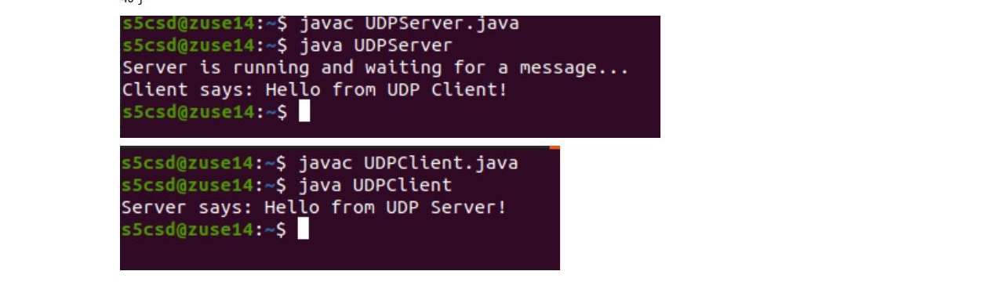 s5csd@zuse14:~$ javac UDPServer.java
s5csd@zuse14:~$ java UDPServer
Server is running and waiting for a message...
Client says: Hello from UDP Client!
s5csd@zuse14:~$
s5csd@zuse14:~$ javac UDPClient.java
s5csd@zuse14:~$ java UDPClient
Server says: Hello from UDP Server!
s5csd@zuse14:~$